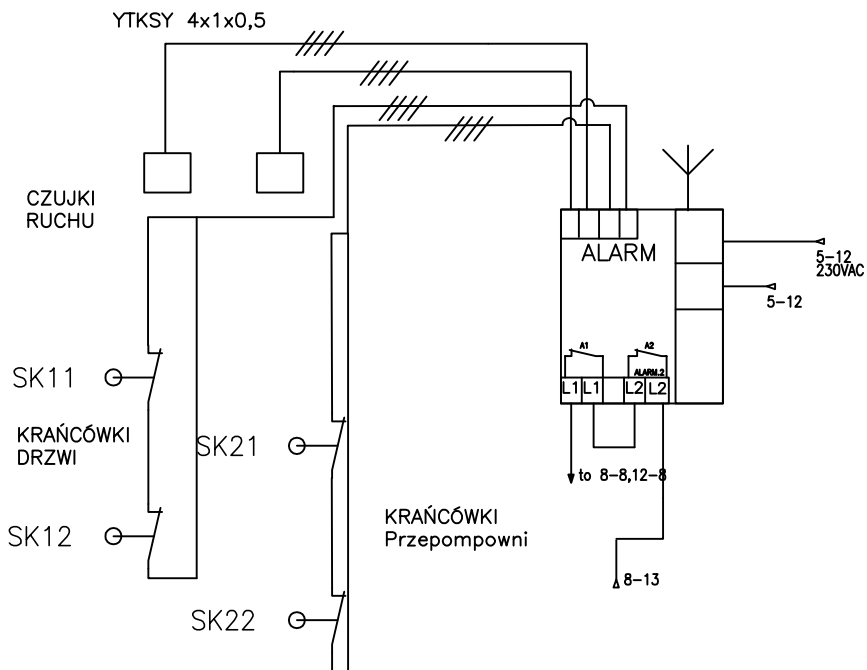 YTKSY 4x1x0,5
CZUJKI
RUCHU
ALARM
5-12
230VAC
5-12
A1
A2
ALARM.2
L1
L1
L2
L2
SK11
KRAŃCÓWKI
DRZWI
SK21
to 8-8,12-8
SK12
KRAŃCÓWKI
Przepompowni
8-13
SK22